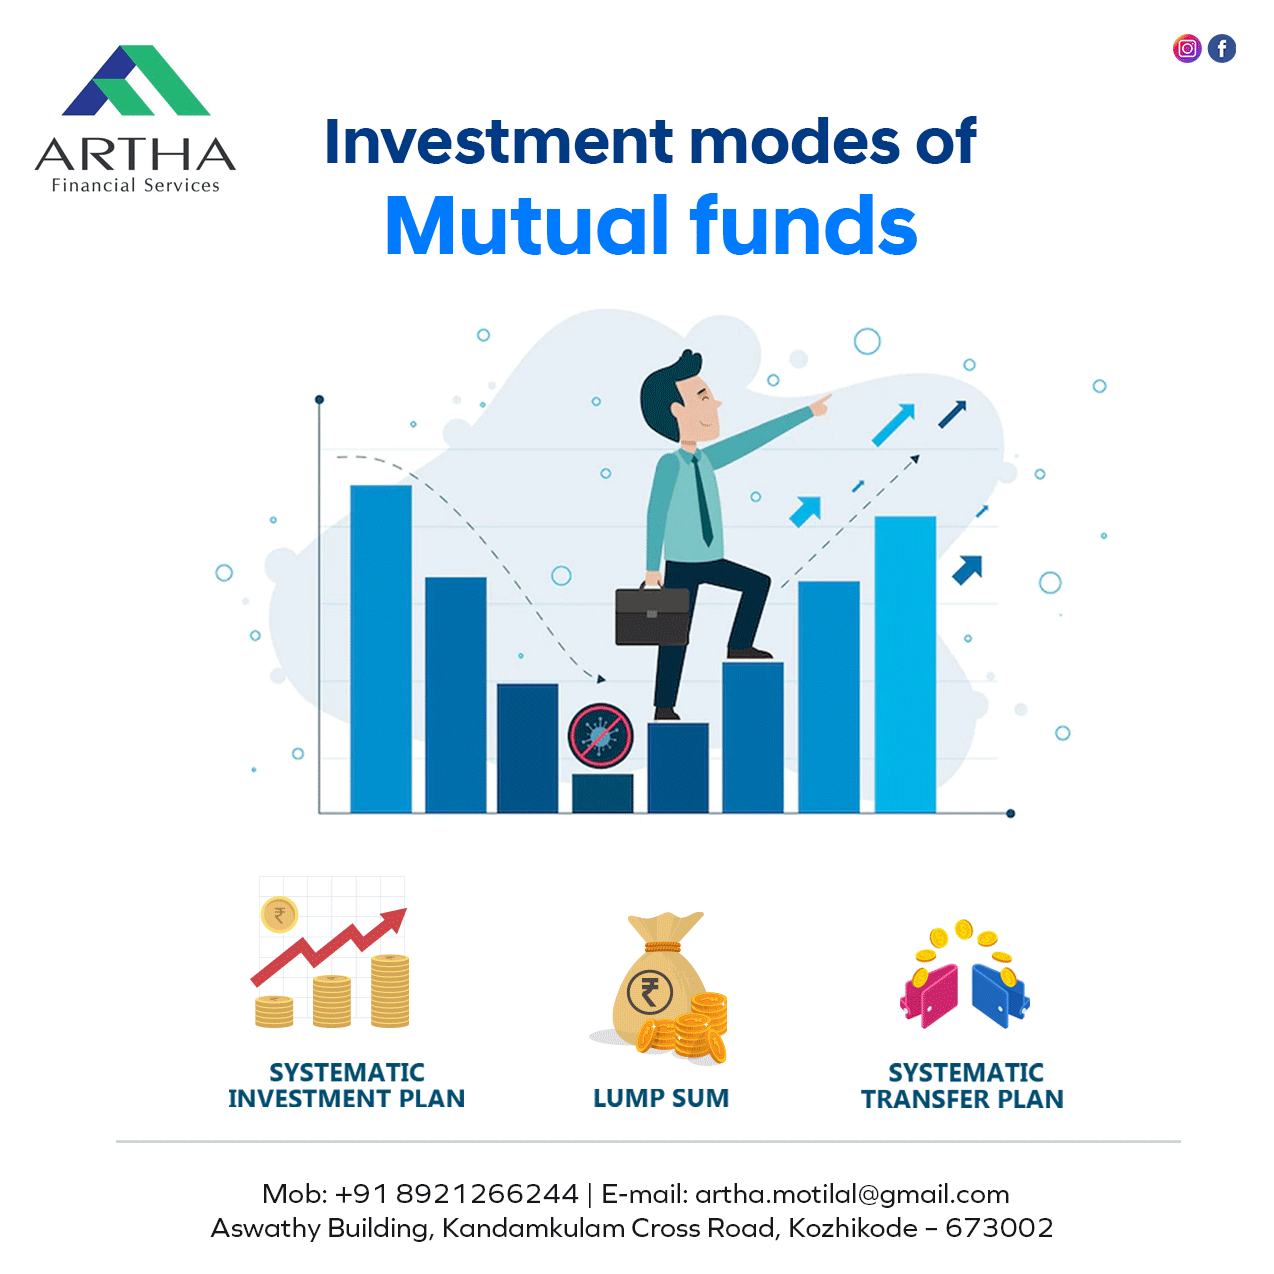 ARTHA
Financial Services
Investment modes of
Mutual funds
SYSTEMATIC
INVESTMENT PLAN
LUMP SUM
SYSTEMATIC
TRANSFER PLAN
Mob: +91 8921266244 | E-mail: artha.motilal@gmail.com
Aswathy Building, Kandamkulam Cross Road, Kozhikode – 673002